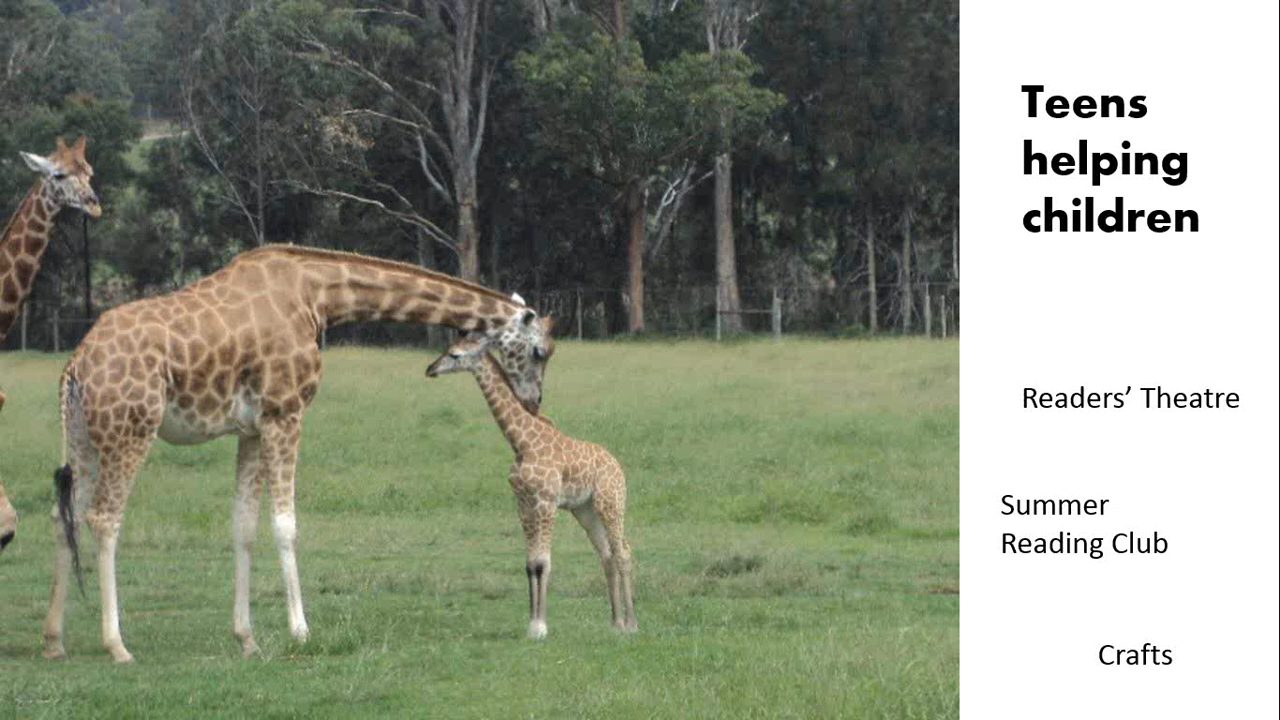 Teens
helping
children
Readers’ Theatre
Summer
Reading Club
Crafts